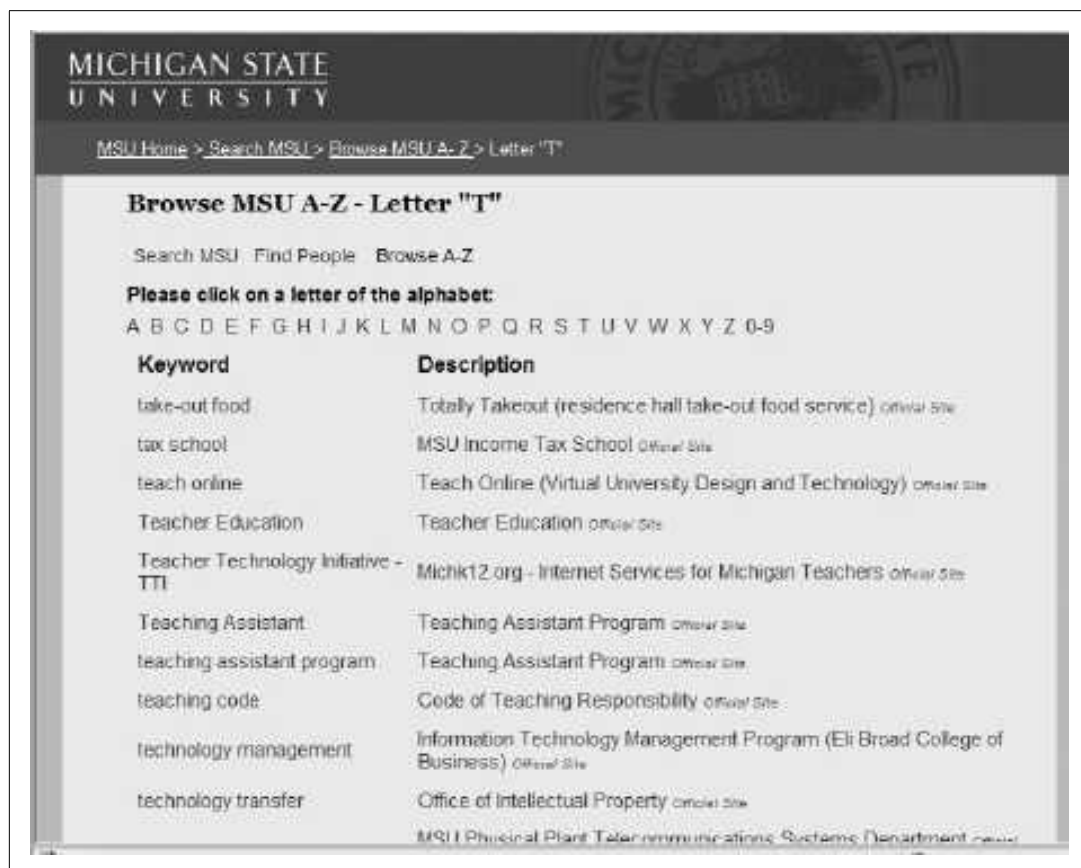 MICHIGAN STATE
UNIVERSITY
MSU Home > Search MSU > Browse MSU A- Z > Letter "T"
Browse MSU A-Z - Letter "T"
Search MSU Find People Browse A-Z
Please click on a letter of the alphabet:
A B C D E F G H I J K L M N O P Q R S T U V W X Y Z 0-9
Keyword Description
take-out food Totally Takeout (residence hall take-out food service) Official Site
tax school MSU Income Tax School Official Site
teach online Teach Online (Virtual University Design and Technology) Official Site
Teacher Education Teacher Education Official Site
Teacher Technology Initiative -
TTI Michk12.org - Internet Services for Michigan Teachers Official Site
Teaching Assistant Teaching Assistant Program Official Site
teaching assistant program Teaching Assistant Program Official Site
teaching code Code of Teaching Responsibility Official Site
technology management Information Technology Management Program (Eli Broad College of
Business) Official Site
technology transfer Office of Intellectual Property Official Site
MSU Physical Plant Telecommunications Systems Department Official